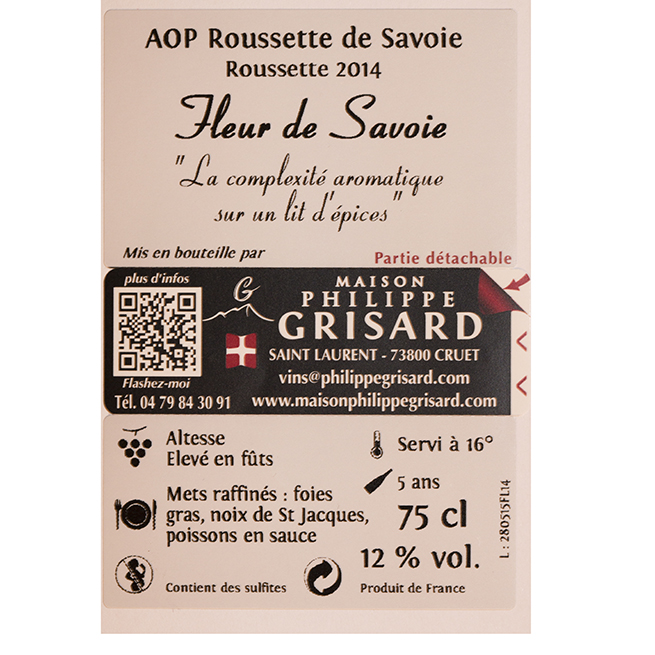 AOP Roussette de Savoie
Roussette 2014
Fleur de Savoie
"La complexité aromatique
sur un lit d'épices"
Mis en bouteille par
Partie détachable
plus d'infos
Flashez-moi
Tél. 04 79 84 30 91
G
MAISON
PHILIPPE
GRISARD
SAINT LAURENT - 73800 CRUET
vins@philippegrisard.com
www.maisonphilippegrisard.com
Altesse
Elevé en fûts
Mets raffinés : foies
gras, noix de St Jacques,
poissons en sauce
Contient des sulfites
Servi à 16°
5 ans
75 cl
12 % vol.
Produit de France
L : 280515FL14